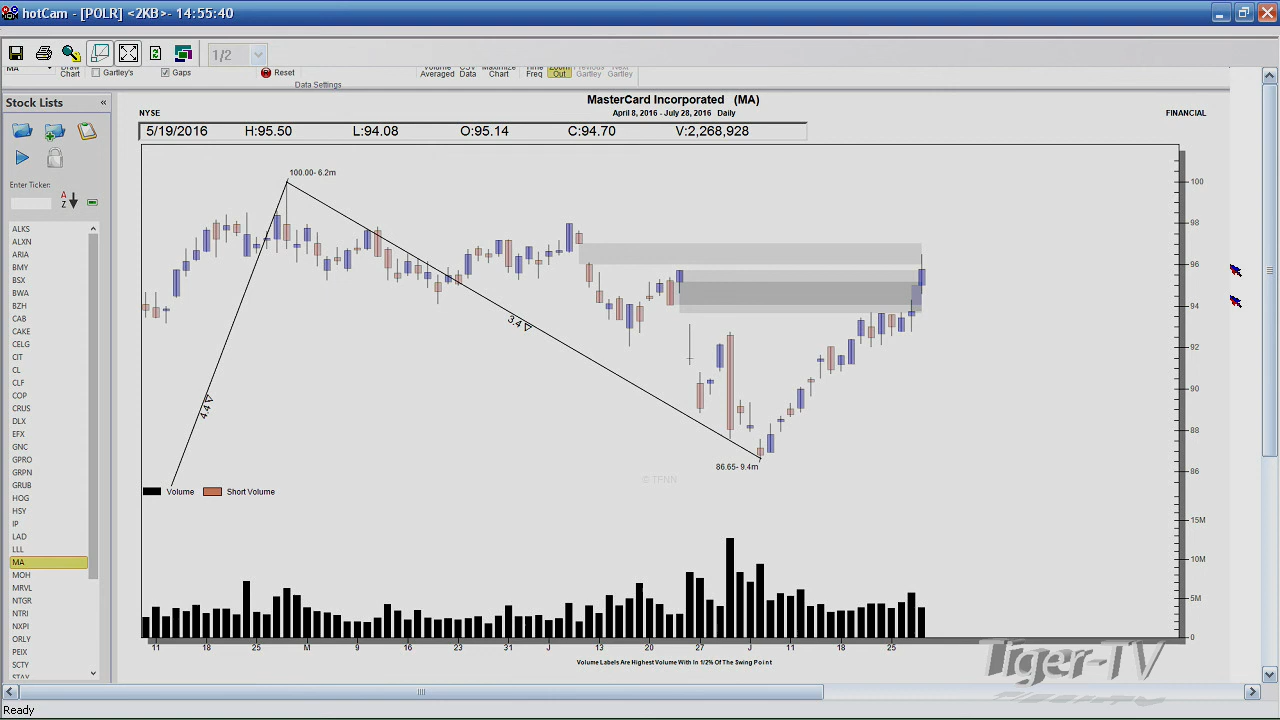 hotCam - [POLR] <2KB>- 14:55:40
1/2
MA
Draw Chart
Gartley's
Gaps
Reset
Volume Averaged
CSV Data
Maximize Chart
Time Freq
Zoom Out
Previous Gartley
Next Gartley
Data Settings
Stock Lists
«
Enter Ticker:
A
Z
ALKS
ALXN
ARIA
BMY
BSX
BWA
BZH
CAB
CAKE
CELG
CIT
CL
CLF
COP
CRUS
DLX
EFX
GNC
GPRO
GRPN
GRUB
HOG
HSY
IP
LAD
LLL
MA
MOH
MRVL
NTGR
NTRI
NXPI
ORLY
PEIX
SCTY
STAY
MasterCard Incorporated (MA)
NYSE
April 8, 2016 - July 28, 2016 Daily
FINANCIAL
5/19/2016 H:95.50 L:94.08 O:95.14 C:94.70 V:2,268,928
100.00- 6.2m
3.4
4.4
86.65- 9.4m
© TFNN
Volume
Short Volume
100
98
96
94
92
90
88
86
15M
10M
5M
0
11 18 25 M 9 16 23 31 J 13 20 27 J 11 18 25
Volume Labels Are Highest Volume With In 1/2% Of The Swing Point
Tiger-TV
Ready